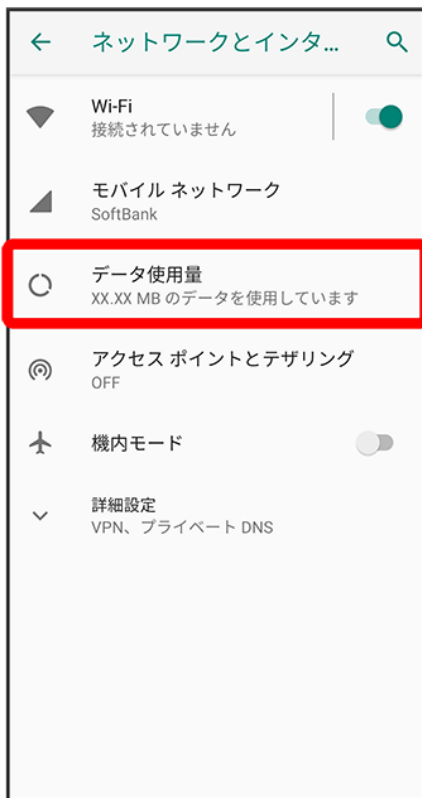 ネットワークとインタ...
Wi-Fi
接続されていません
モバイル ネットワーク
SoftBank
データ使用量
XX.XX MB のデータを使用しています
アクセス ポイントとテザリング
OFF
機内モード
詳細設定
VPN、プライベート DNS